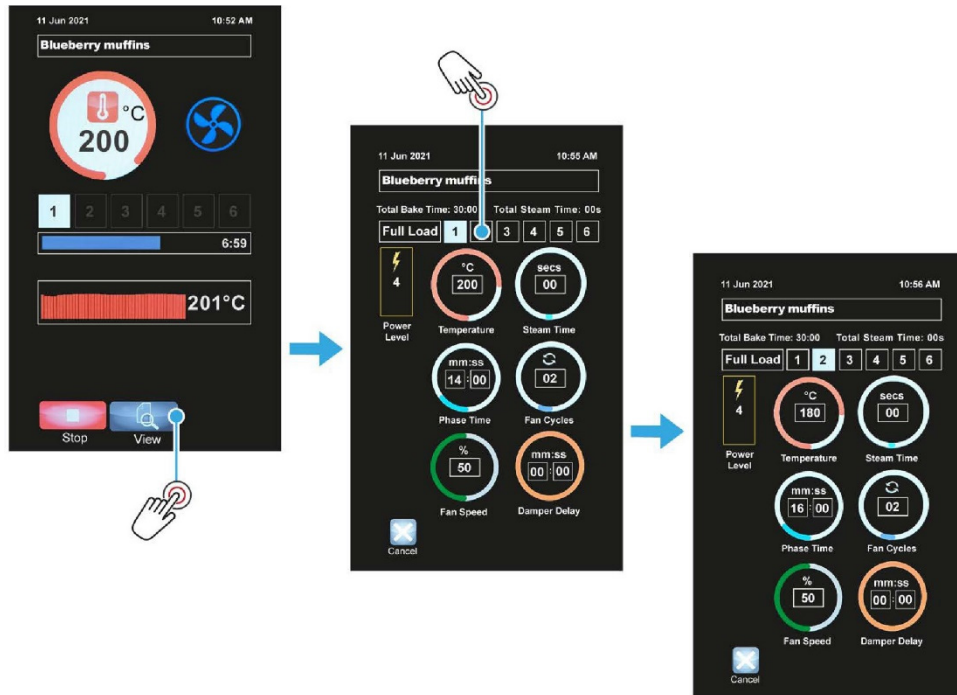 11 Jun 2021 10:52 AM
Blueberry muffins
°C
200
1 2 3 4 5 6
6:59
201°C
Stop View
11 Jun 2021 10:55 AM
Blueberry muffins
Total Bake Time: 30:00 Total Steam Time: 00s
Full Load 1 3 4 5 6
4
Power
Level
°C
200
Temperature
secs
00
Steam Time
mm:ss
14:00
Phase Time
02
Fan Cycles
%
50
Fan Speed
mm:ss
00:00
Damper Delay
Cancel
11 Jun 2021 10:56 AM
Blueberry muffins
Total Bake Time: 30:00 Total Steam Time: 00s
Full Load 1 2 3 4 5 6
4
Power
Level
°C
180
Temperature
secs
00
Steam Time
mm:ss
16:00
Phase Time
02
Fan Cycles
%
50
Fan Speed
mm:ss
00:00
Damper Delay
Cancel